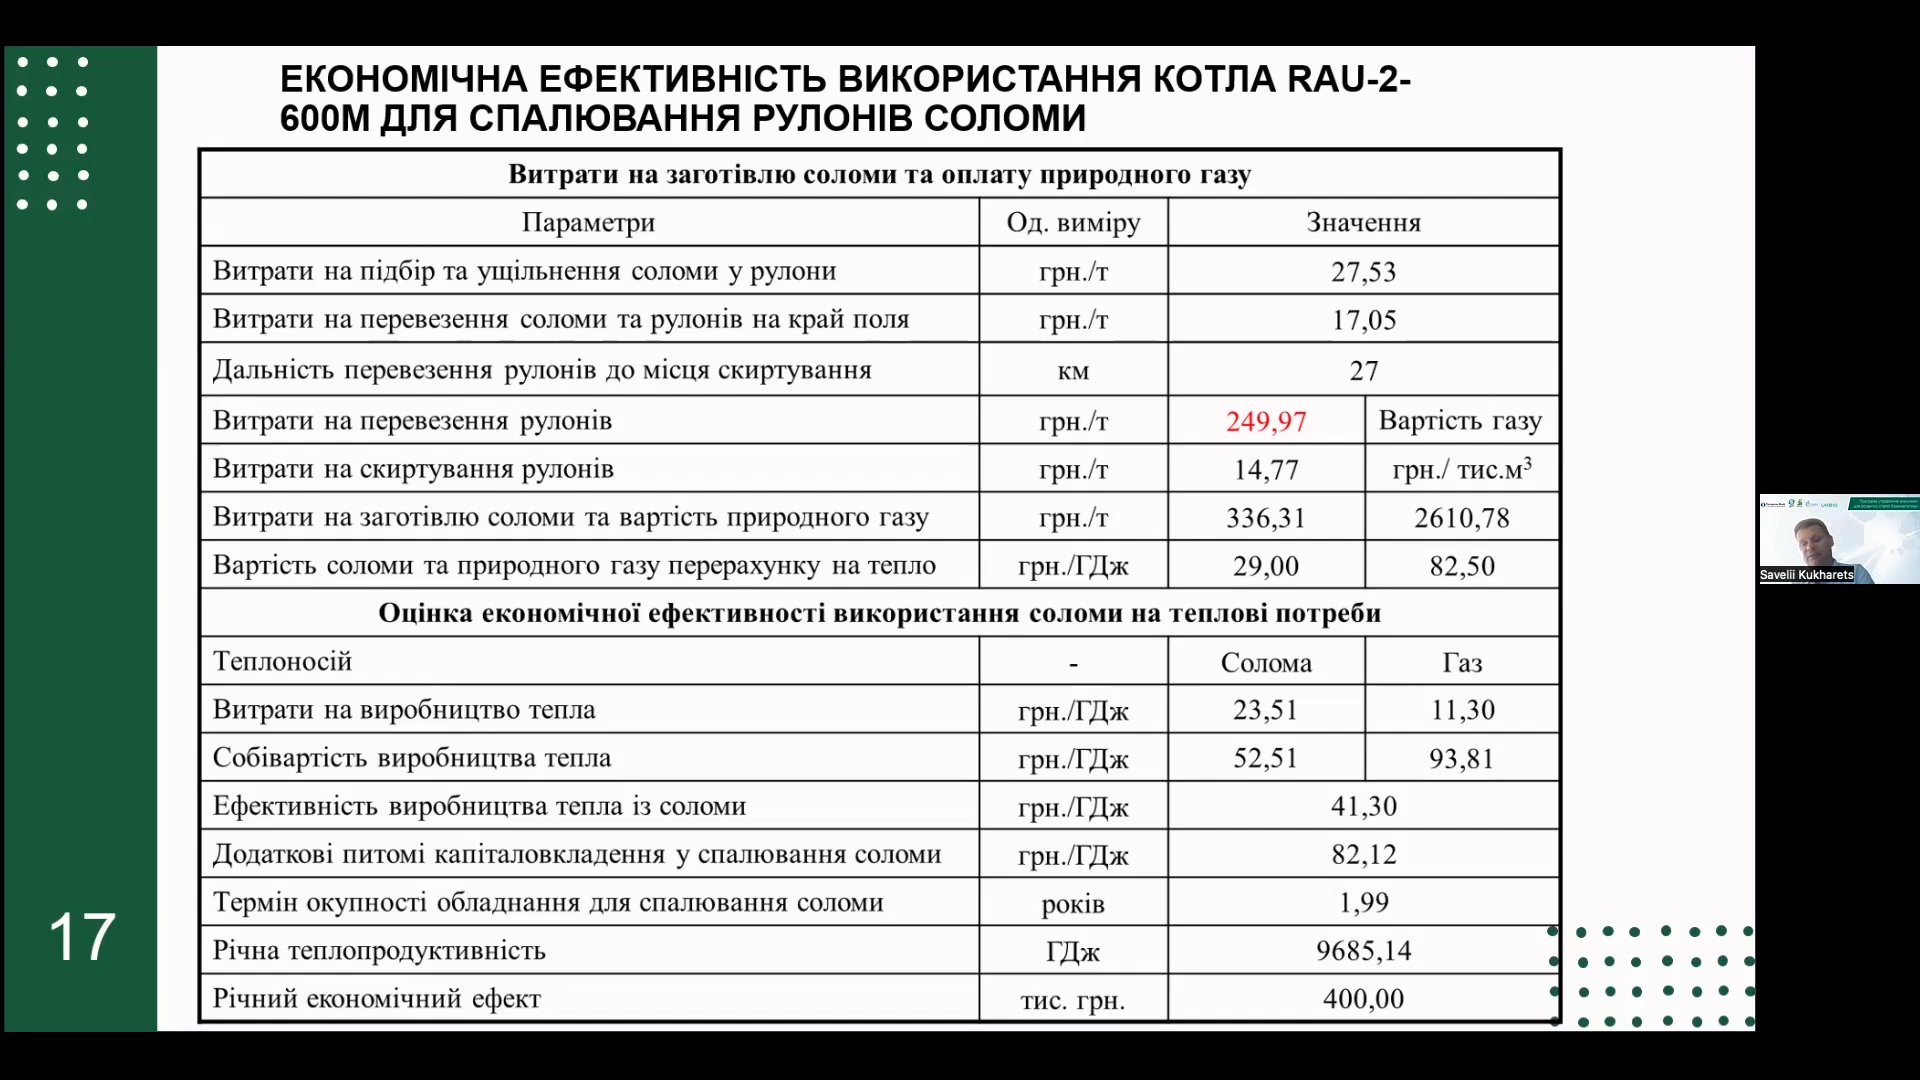 ЕКОНОМІЧНА ЕФЕКТИВНІСТЬ ВИКОРИСТАННЯ КОТЛА RAU-2-
600М ДЛЯ СПАЛЮВАННЯ РУЛОНІВ СОЛОМИ
Витрати на заготівлю соломи та оплату природного газу
Параметри Од. виміру Значення
Витрати на підбір та ущільнення соломи у рулони грн./т 27,53
Витрати на перевезення соломи та рулонів на край поля грн./т 17,05
Дальність перевезення рулонів до місця скиртування км 27
Витрати на перевезення рулонів грн./т 249,97 Вартість газу
Витрати на скиртування рулонів грн./т 14,77 грн./ тис.м³
Витрати на заготівлю соломи та вартість природного газу грн./т 336,31 2610,78
Вартість соломи та природного газу перерахунку на тепло грн./ГДж 29,00 82,50
Оцінка економічної ефективності використання соломи на теплові потреби
Теплоносій - Солома Газ
Витрати на виробництво тепла грн./ГДж 23,51 11,30
Собівартість виробництва тепла грн./ГДж 52,51 93,81
Ефективність виробництва тепла із соломи грн./ГДж 41,30
Додаткові питомі капіталовкладення у спалювання соломи грн./ГДж 82,12
Термін окупності обладнання для спалювання соломи років 1,99
Річна теплопродуктивність ГДж 9685,14
Річний економічний ефект тис. грн. 400,00
17
Savelii Kukharets